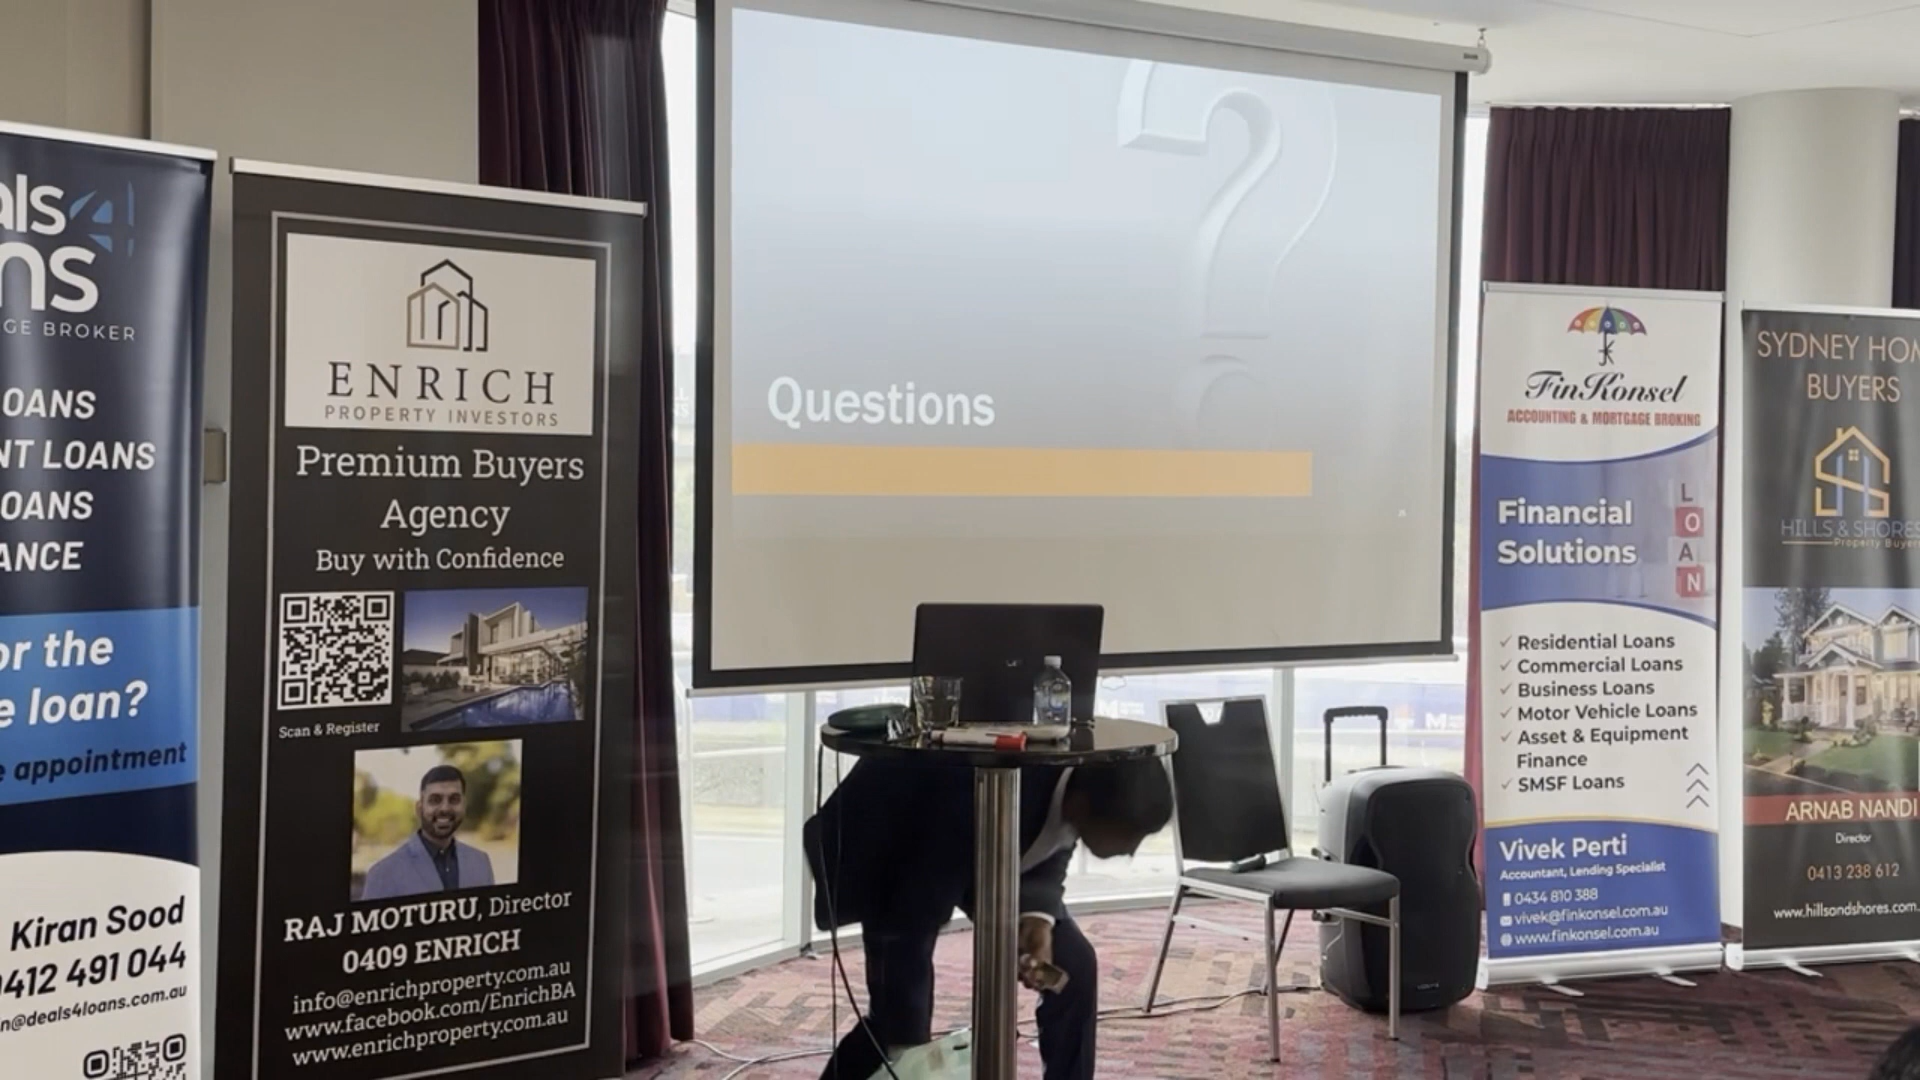 als4
ns
GE BROKER
OANS
NT LOANS
OANS
ANCE
or the
e loan?
e appointment
Kiran Sood
0412 491 044
n@deals4loans.com.au
ENRICH
PROPERTY INVESTORS
Premium Buyers
Agency
Buy with Confidence
Scan & Register
RAJ MOTURU, Director
0409 ENRICH
info@enrichproperty.com.au
www.facebook.com/EnrichBA
www.enrichproperty.com.au
Questions
FinKonsel
ACCOUNTING & MORTGAGE BROKING
Financial
Solutions
LOAN
Residential Loans
Commercial Loans
Business Loans
Motor Vehicle Loans
Asset & Equipment
Finance
SMSF Loans
Vivek Perti
Accountant, Lending Specialist
0434 810 388
vivek@finkonsel.com.au
www.finkonsel.com.au
SYDNEY HOM
BUYERS
HILLS & SHORES
Property Buyer
ARNAB NANDI
Director
0413 238 612
www.hillsandshores.com.